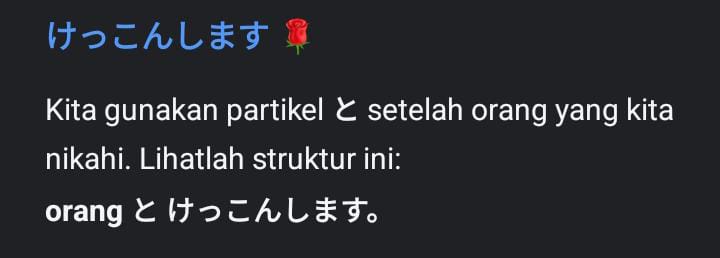 けっこんします 🌹
Kita gunakan partikel と setelah orang yang kita
nikahi. Lihatlah struktur ini:
orang と けっこんします。